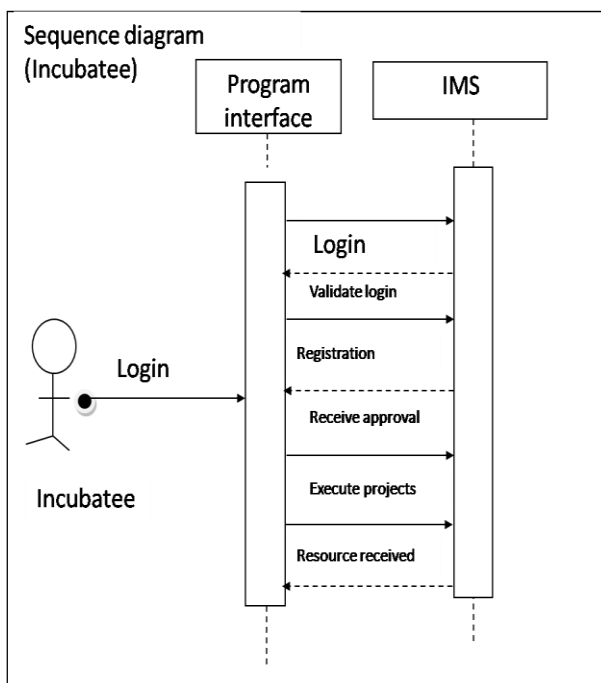 Sequence diagram
(Incubatee)
Program
interface
IMS
Login
Validate login
Registration
Login
Receive approval
Incubatee
Execute projects
Resource received